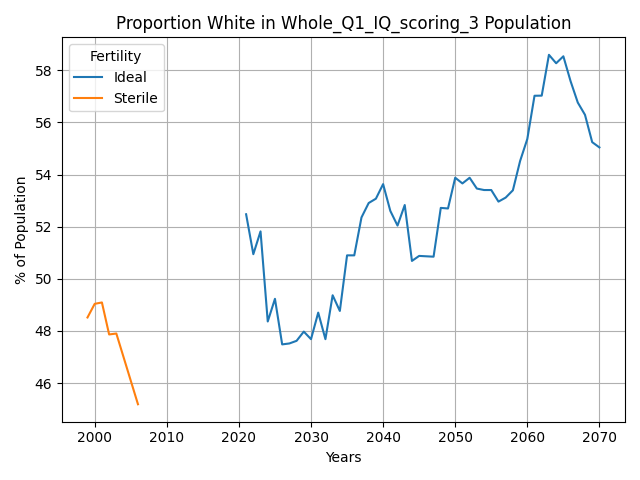 Proportion White in Whole_Q1_IQ_scoring_3 Population
Fertility
Ideal
Sterile
% of Population
58
56
54
52
50
48
46
2000
2010
2020
2030
2040
2050
2060
2070
Years